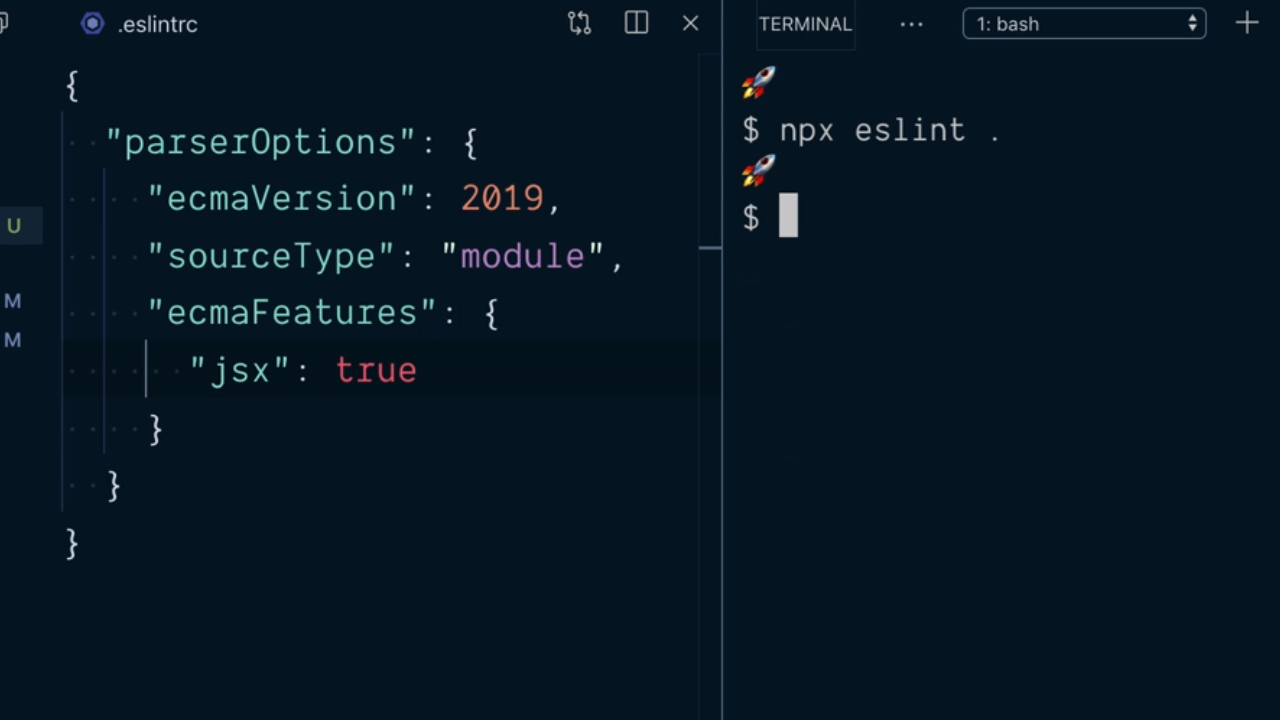 .eslintrc
{
"parserOptions": {
"ecmaVersion": 2019,
"sourceType": "module",
"ecmaFeatures": {
"jsx": true
}
}
}
U
M
M
TERMINAL ... 1: bash
🚀
$ npx eslint .
🚀
$